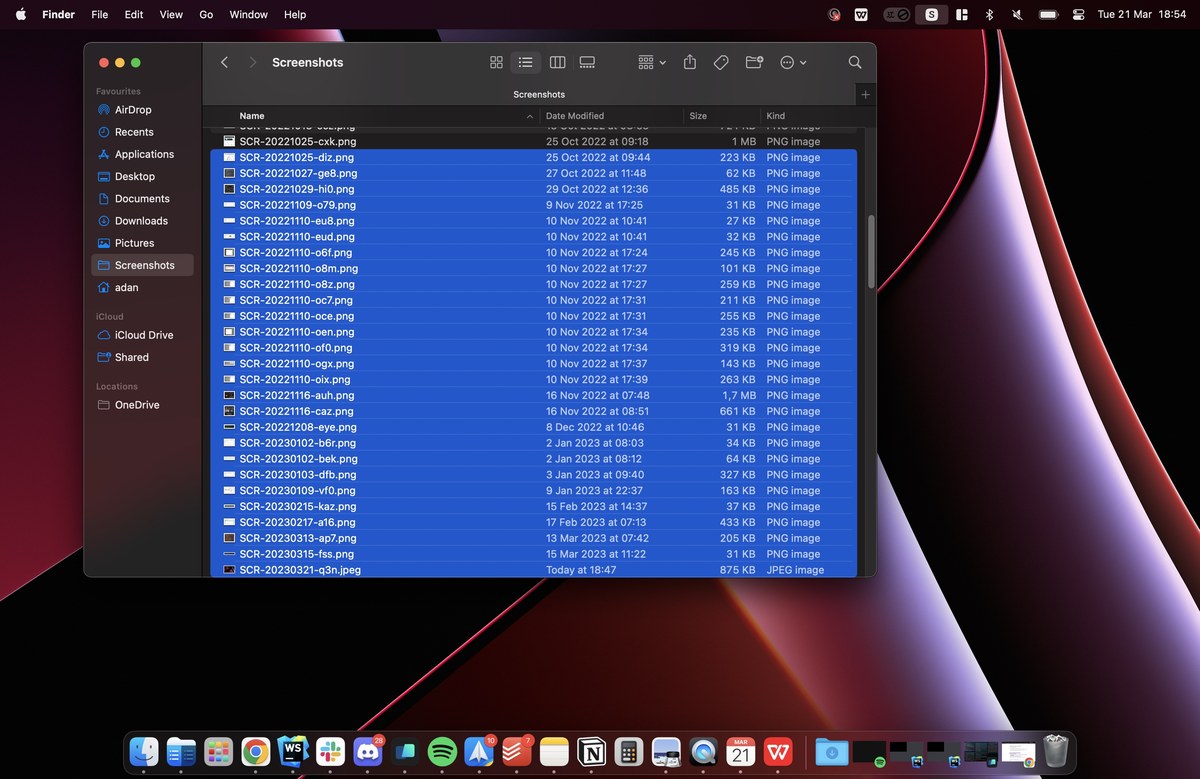 Finder File Edit View Go Window Help S Tue 21 Mar 18:54
Screenshots
Screenshots
Favourites
AirDrop
Recents
Applications
Desktop
Documents
Downloads
Pictures
Screenshots
adan
iCloud
iCloud Drive
Shared
Locations
OneDrive
Name Date Modified Size Kind
SCR-20221025-cxk.png 25 Oct 2022 at 09:18 1 MB PNG image
SCR-20221025-diz.png 25 Oct 2022 at 09:44 223 KB PNG image
SCR-20221027-ge8.png 27 Oct 2022 at 11:48 62 KB PNG image
SCR-20221029-hi0.png 29 Oct 2022 at 12:36 485 KB PNG image
SCR-20221109-o79.png 9 Nov 2022 at 17:25 31 KB PNG image
SCR-20221110-eu8.png 10 Nov 2022 at 10:41 27 KB PNG image
SCR-20221110-eud.png 10 Nov 2022 at 10:41 32 KB PNG image
SCR-20221110-o6f.png 10 Nov 2022 at 17:24 245 KB PNG image
SCR-20221110-o8m.png 10 Nov 2022 at 17:27 101 KB PNG image
SCR-20221110-o8z.png 10 Nov 2022 at 17:27 259 KB PNG image
SCR-20221110-oc7.png 10 Nov 2022 at 17:31 211 KB PNG image
SCR-20221110-oce.png 10 Nov 2022 at 17:31 255 KB PNG image
SCR-20221110-oen.png 10 Nov 2022 at 17:34 235 KB PNG image
SCR-20221110-of0.png 10 Nov 2022 at 17:34 319 KB PNG image
SCR-20221110-ogx.png 10 Nov 2022 at 17:37 143 KB PNG image
SCR-20221110-oix.png 10 Nov 2022 at 17:39 263 KB PNG image
SCR-20221116-auh.png 16 Nov 2022 at 07:48 1,7 MB PNG image
SCR-20221116-caz.png 16 Nov 2022 at 08:51 661 KB PNG image
SCR-20221208-eye.png 8 Dec 2022 at 10:46 31 KB PNG image
SCR-20230102-b6r.png 2 Jan 2023 at 08:03 34 KB PNG image
SCR-20230102-bek.png 2 Jan 2023 at 08:12 64 KB PNG image
SCR-20230103-dfb.png 3 Jan 2023 at 09:40 327 KB PNG image
SCR-20230109-vf0.png 9 Jan 2023 at 22:37 163 KB PNG image
SCR-20230215-kaz.png 15 Feb 2023 at 14:37 37 KB PNG image
SCR-20230217-a16.png 17 Feb 2023 at 07:13 433 KB PNG image
SCR-20230313-ap7.png 13 Mar 2023 at 07:42 205 KB PNG image
SCR-20230315-fss.png 15 Mar 2023 at 11:22 31 KB PNG image
SCR-20230321-q3n.jpeg Today at 18:47 875 KB JPEG image
WS 28 10 7 N MAR 21